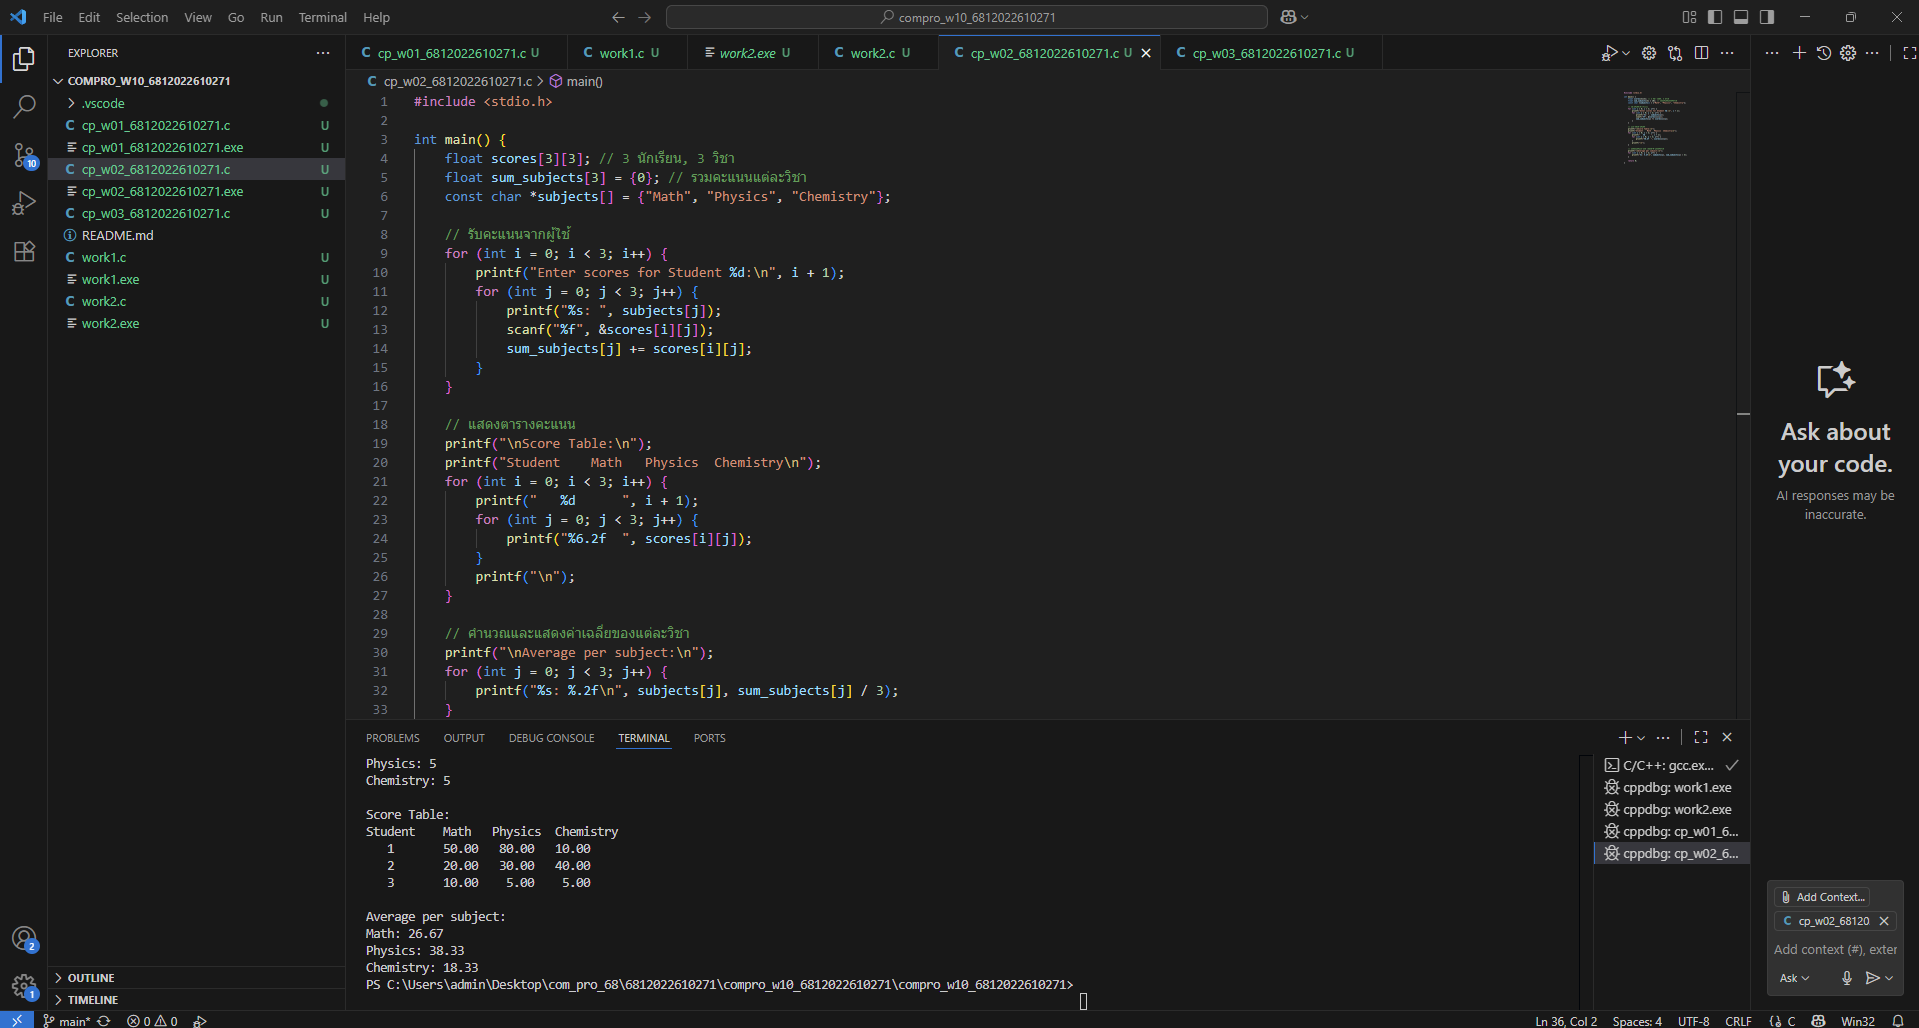 File Edit Selection View Go Run Terminal Help
compro_w10_6812022610271
EXPLORER
COMPRO_W10_6812022610271
.vscode
cp_w01_6812022610271.c U
cp_w01_6812022610271.exe U
cp_w02_6812022610271.c U
cp_w02_6812022610271.exe U
cp_w03_6812022610271.c U
README.md
work1.c U
work1.exe U
work2.c U
work2.exe U
OUTLINE
TIMELINE
10
2
1
cp_w01_6812022610271.c U work1.c U work2.exe U work2.c U cp_w02_6812022610271.c U cp_w03_6812022610271.c U
cp_w02_6812022610271.c > main()
1 #include <stdio.h>
2
3 int main() {
4 float scores[3][3]; // 3 นักเรียน, 3 วิชา
5 float sum_subjects[3] = {0}; // รวมคะแนนแต่ละวิชา
6 const char *subjects[] = {"Math", "Physics", "Chemistry"};
7
8 // รับคะแนนจากผู้ใช้
9 for (int i = 0; i < 3; i++) {
10 printf("Enter scores for Student %d:\n", i + 1);
11 for (int j = 0; j < 3; j++) {
12 printf("%s: ", subjects[j]);
13 scanf("%f", &scores[i][j]);
14 sum_subjects[j] += scores[i][j];
15 }
16 }
17
18 // แสดงตารางคะแนน
19 printf("\nScore Table:\n");
20 printf("Student    Math   Physics  Chemistry\n");
21 for (int i = 0; i < 3; i++) {
22 printf("   %d      ", i + 1);
23 for (int j = 0; j < 3; j++) {
24 printf("%6.2f  ", scores[i][j]);
25 }
26 printf("\n");
27 }
28
29 // คำนวณและแสดงค่าเฉลี่ยของแต่ละวิชา
30 printf("\nAverage per subject:\n");
31 for (int j = 0; j < 3; j++) {
32 printf("%s: %.2f\n", subjects[j], sum_subjects[j] / 3);
33 }
PROBLEMS OUTPUT DEBUG CONSOLE TERMINAL PORTS
Physics: 5
Chemistry: 5
Score Table:
Student Math Physics Chemistry
1 50.00 80.00 10.00
2 20.00 30.00 40.00
3 10.00 5.00 5.00
Average per subject:
Math: 26.67
Physics: 38.33
Chemistry: 18.33
PS C:\Users\admin\Desktop\com_pro_68\6812022610271\compro_w10_6812022610271\compro_w10_6812022610271>
C/C++: gcc.ex...
cppdbg: work1.exe
cppdbg: work2.exe
cppdbg: cp_w01_6...
cppdbg: cp_w02_6...
Ask about
your code.
AI responses may be
inaccurate.
Add Context...
C cp_w02_68120
Add context (#), exter
Ask
main* 0 0
Ln 36, Col 2 Spaces: 4 UTF-8 CRLF {} C Win32